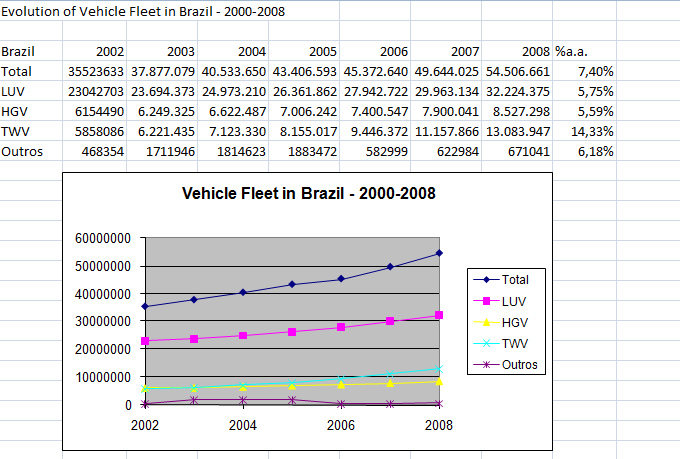 Evolution of Vehicle Fleet in Brazil - 2000-2008
Brazil 2002 2003 2004 2005 2006 2007 2008 %a.a.
Total 35523633 37.877.079 40.533.650 43.406.593 45.372.640 49.644.025 54.506.661 7,40%
LUV 23042703 23.694.373 24.973.210 26.361.862 27.942.722 29.963.134 32.224.375 5,75%
HGV 6154490 6.249.325 6.622.487 7.006.242 7.400.547 7.900.041 8.527.298 5,59%
TWV 5858086 6.221.435 7.123.330 8.155.017 9.446.372 11.157.866 13.083.947 14,33%
Outros 468354 1711946 1814623 1883472 582999 622984 671041 6,18%
Vehicle Fleet in Brazil - 2000-2008
60000000
50000000
40000000
30000000
20000000
10000000
0
2002 2004 2006 2008
Total
LUV
HGV
TWV
Outros